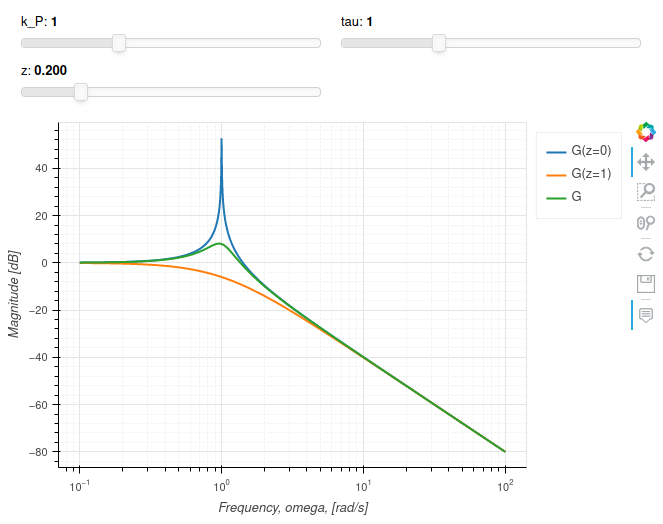 k_P: 1
tau: 1
z: 0.200
G(z=0)
G(z=1)
G
40
20
0
−20
−40
−60
−80
Magnitude [dB]
10⁻¹
10⁰
10¹
10²
Frequency, omega, [rad/s]